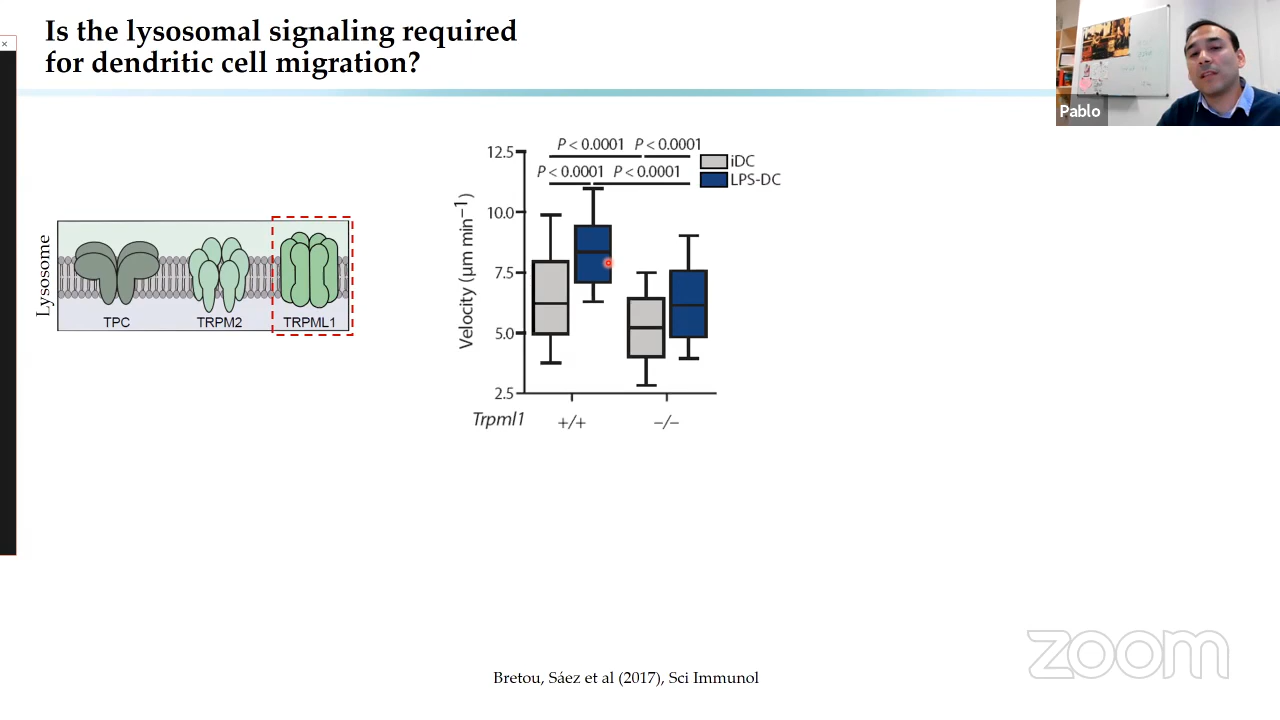 Is the lysosomal signaling required
for dendritic cell migration?
Pablo
Lysosome
TPC
TRPM2
TRPML1
P < 0.0001 P < 0.0001
P < 0.0001 P < 0.0001
iDC
LPS-DC
Velocity (µm min⁻¹)
12.5
10.0
7.5
5.0
2.5
Trpml1 +/+ −/−
Bretou, Sáez et al (2017), Sci Immunol
zoom